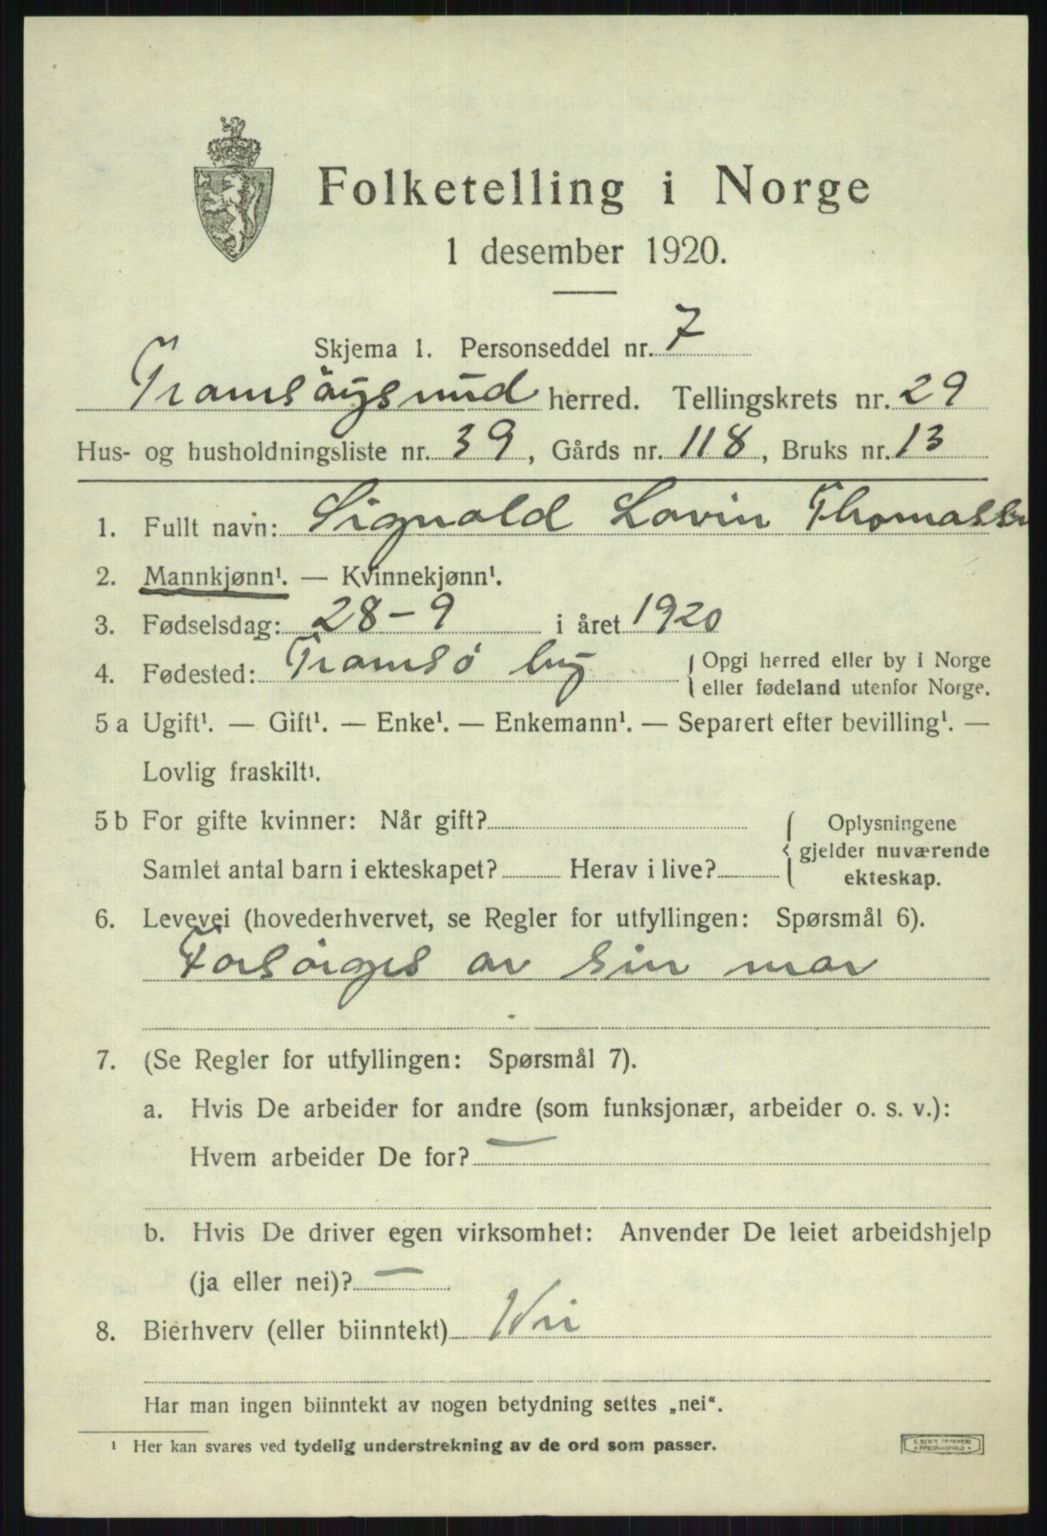 Folketelling i Norge
1 desember 1920.
Skjema 1. Personseddel nr. 7
Tromsöysund herred. Tellingskrets nr. 29
Hus- og husholdningsliste nr. 39, Gårds nr. 118, Bruks nr. 13
1. Fullt navn: Signald Lovin Thomassen
2. Mannkjønn¹. — Kvinnekjønn¹.
3. Fødselsdag: 28-9 i året 1920
4. Fødested: Tromsø by { Opgi herred eller by i Norge
eller fødeland utenfor Norge.
5 a Ugift¹. — Gift¹. — Enke¹. — Enkemann¹. — Separert efter bevilling¹. —
Lovlig fraskilt¹.
5 b For gifte kvinner: Når gift? { Oplysningene
gjelder nuværende
ekteskap.
Samlet antal barn i ekteskapet? Herav i live?
6. Levevei (hovederhvervet, se Regler for utfyllingen: Spørsmål 6).
Forsörges av sin mor
7. (Se Regler for utfyllingen: Spørsmål 7).
a. Hvis De arbeider for andre (som funksjonær, arbeider o. s. v.):
Hvem arbeider De for? —
b. Hvis De driver egen virksomhet: Anvender De leiet arbeidshjelp
(ja eller nei)? —
8. Bierhverv (eller biinntekt) Nei
Har man ingen biinntekt av nogen betydning settes „nei“.
¹ Her kan svares ved tydelig understrekning av de ord som passer.